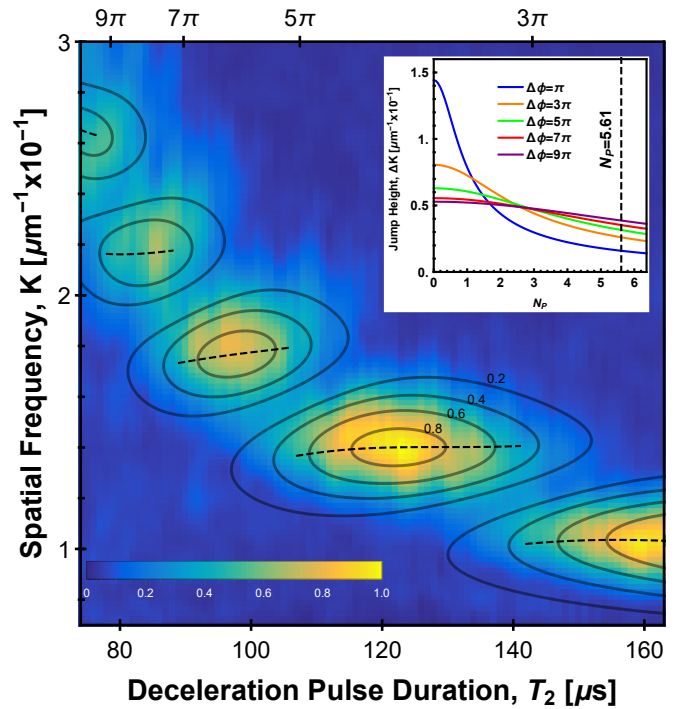 9π 7π 5π 3π
3
2
1
Spatial Frequency, K [μm⁻¹x10⁻¹]
1.5
1.0
0.5
0.
Jump Height, ΔK [μm⁻¹x10⁻¹]
Δϕ=π
Δϕ=3π
Δϕ=5π
Δϕ=7π
Δϕ=9π
N_P=5.61
0 1 2 3 4 5 6
N_P
0.2
0.4
0.6
0.8
0 0.2 0.4 0.6 0.8 1.0
80 100 120 140 160
Deceleration Pulse Duration, T₂ [μs]